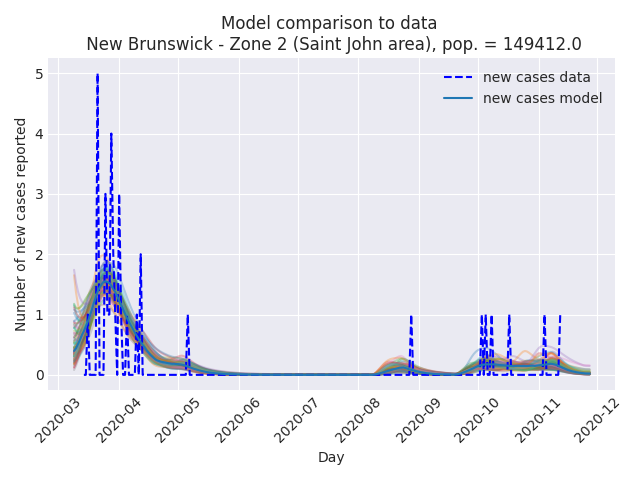 Model comparison to data
New Brunswick - Zone 2 (Saint John area), pop. = 149412.0
new cases data
new cases model
Number of new cases reported
5
4
3
2
1
0
2020-03
2020-04
2020-05
2020-06
2020-07
2020-08
2020-09
2020-10
2020-11
2020-12
Day